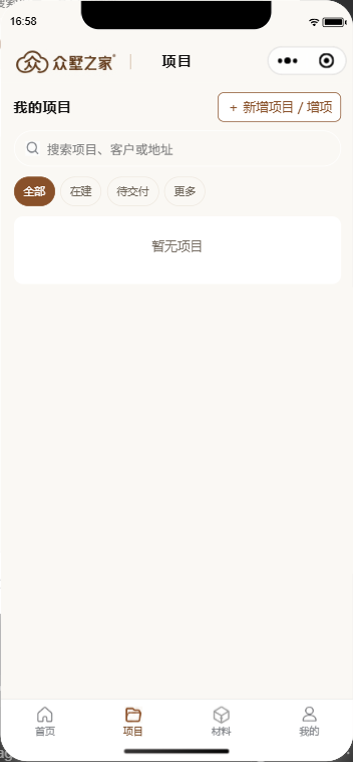 16:58
众墅之家 项目
我的项目 + 新增项目 / 增项
搜索项目、客户或地址
全部 在建 待交付 更多
暂无项目
首页 项目 材料 我的